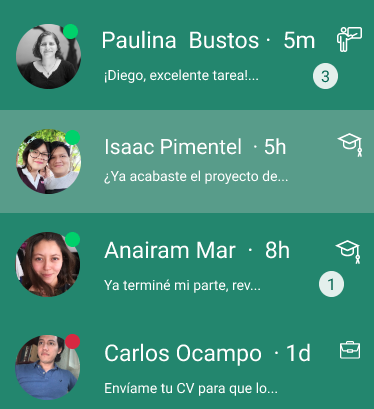 Paulina Bustos · 5m
¡Diego, excelente tarea!...
3
Isaac Pimentel · 5h
¿Ya acabaste el proyecto de...
Anairam Mar · 8h
Ya terminé mi parte, rev...
1
Carlos Ocampo · 1d
Envíame tu CV para que lo...